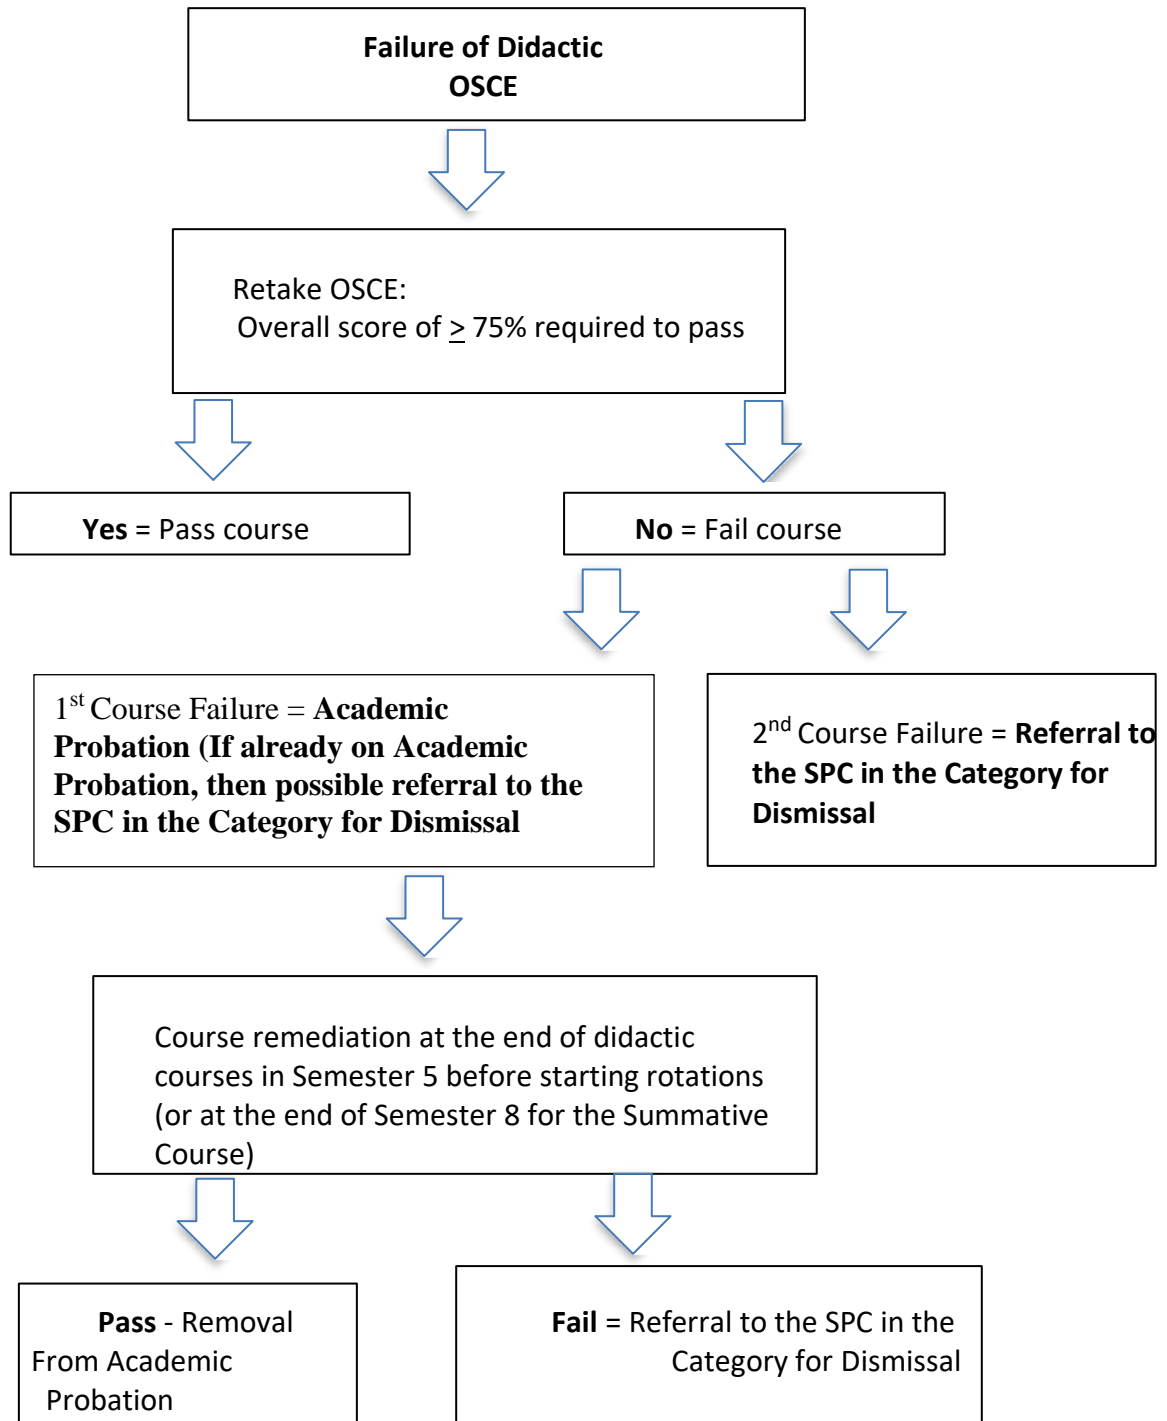 Failure of Didactic
OSCE
Retake OSCE:
Overall score of ≥ 75% required to pass
Yes = Pass course
No = Fail course
1st Course Failure = Academic
Probation (If already on Academic
Probation, then possible referral to the
SPC in the Category for Dismissal
2nd Course Failure = Referral to
the SPC in the Category for
Dismissal
Course remediation at the end of didactic
courses in Semester 5 before starting rotations
(or at the end of Semester 8 for the Summative
Course)
Pass - Removal
From Academic
Probation
Fail = Referral to the SPC in the
Category for Dismissal